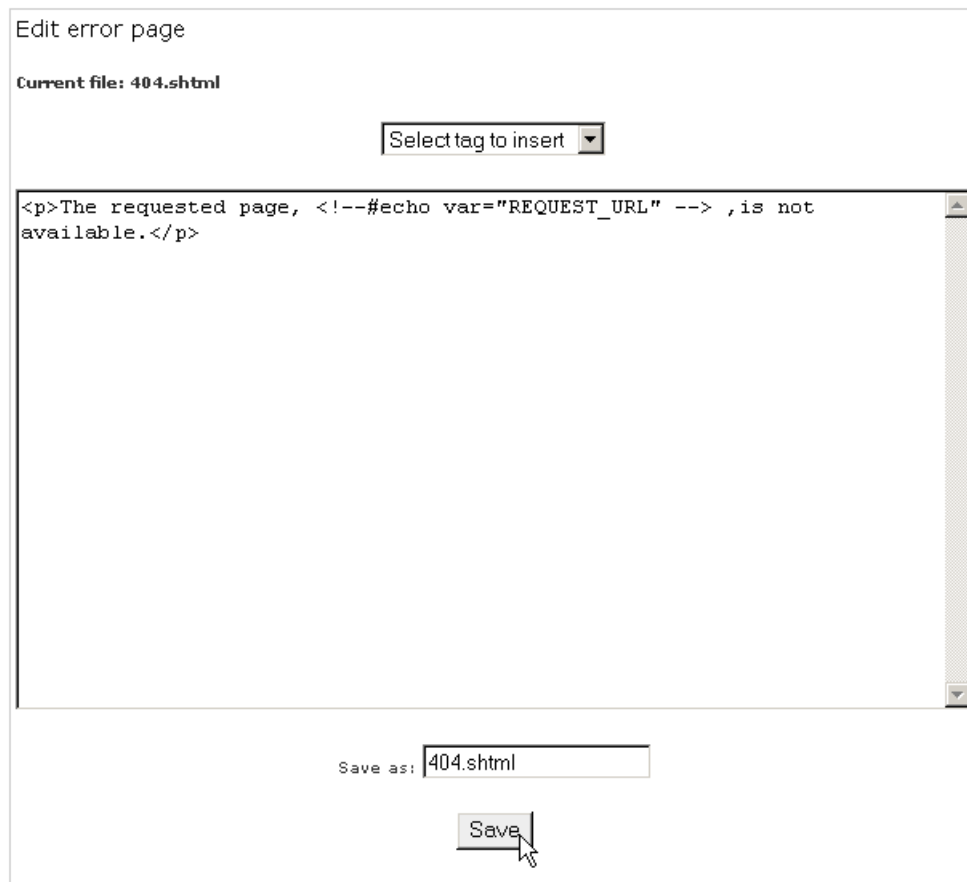 Edit error page
Current file: 404.shtml
Select tag to insert
<p>The requested page, <!--#echo var="REQUEST_URL" --> ,is not
available.</p>
Save as: 404.shtml
Save